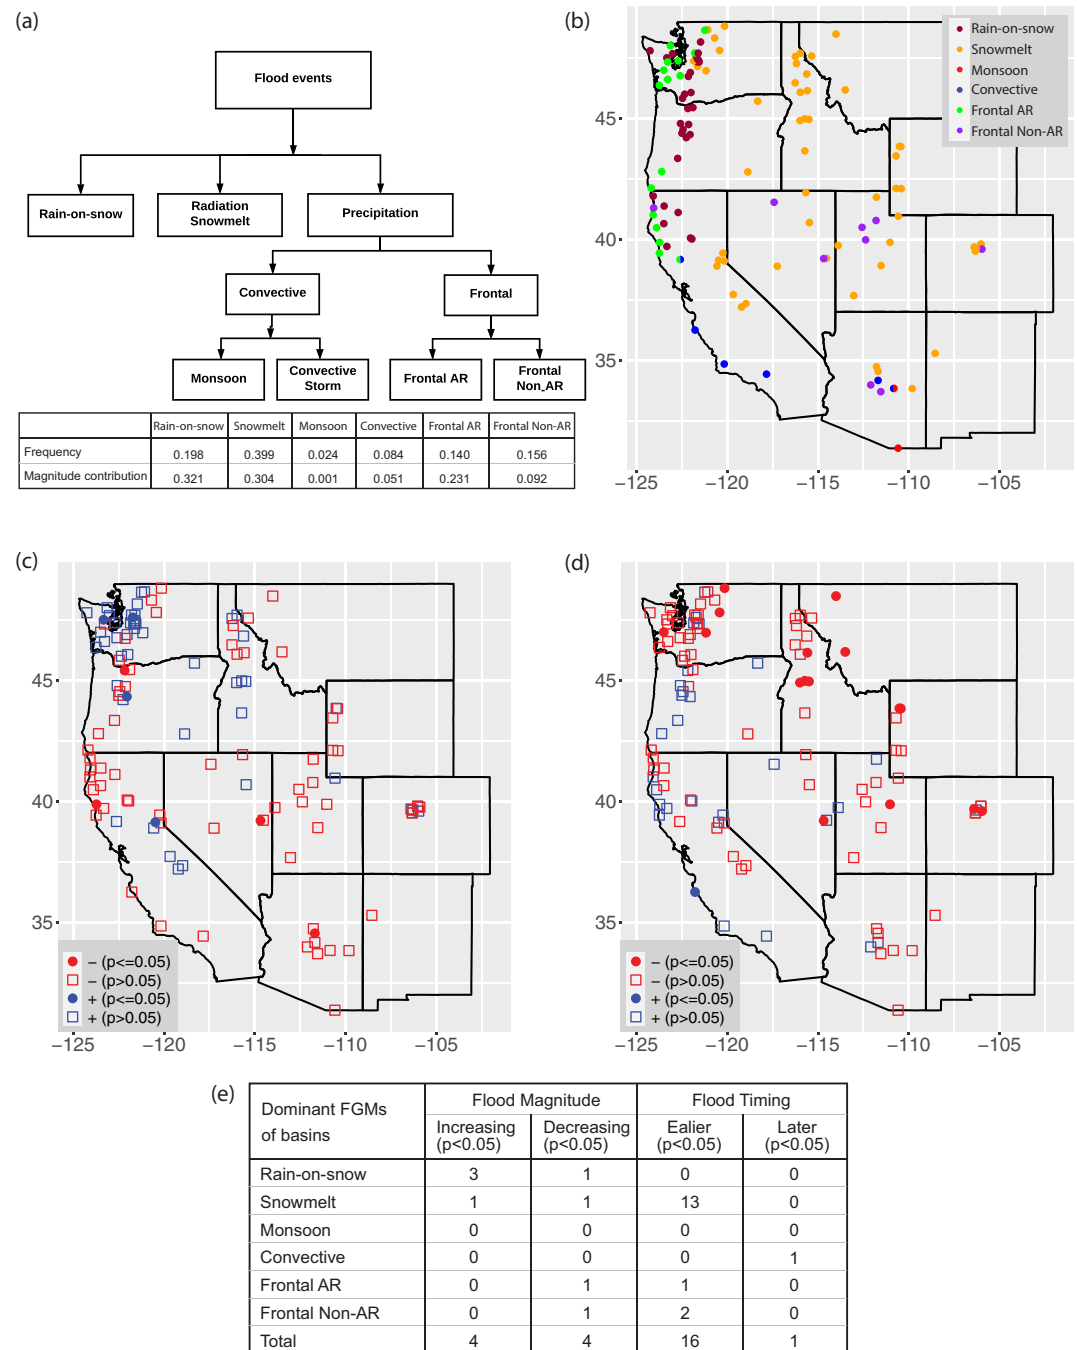 (a)
Flood events
Rain-on-snow
Radiation
Snowmelt
Precipitation
Convective
Frontal
Monsoon
Convective
Storm
Frontal AR
Frontal
Non_AR
Rain-on-snow Snowmelt Monsoon Convective Frontal AR Frontal Non-AR
Frequency 0.198 0.399 0.024 0.084 0.140 0.156
Magnitude contribution 0.321 0.304 0.001 0.051 0.231 0.092
(b)
Rain-on-snow
Snowmelt
Monsoon
Convective
Frontal AR
Frontal Non-AR
45
40
35
−125 −120 −115 −110 −105
(c)
45
40
35
− (p<=0.05)
− (p>0.05)
+ (p<=0.05)
+ (p>0.05)
−125 −120 −115 −110 −105
(d)
45
40
35
− (p<=0.05)
− (p>0.05)
+ (p<=0.05)
+ (p>0.05)
−125 −120 −115 −110 −105
(e)
Dominant FGMs
of basins
Flood Magnitude Flood Timing
Increasing Decreasing Ealier Later
(p<0.05) (p<0.05) (p<0.05) (p<0.05)
Rain-on-snow 3 1 0 0
Snowmelt 1 1 13 0
Monsoon 0 0 0 0
Convective 0 0 0 1
Frontal AR 0 1 1 0
Frontal Non-AR 0 1 2 0
Total 4 4 16 1